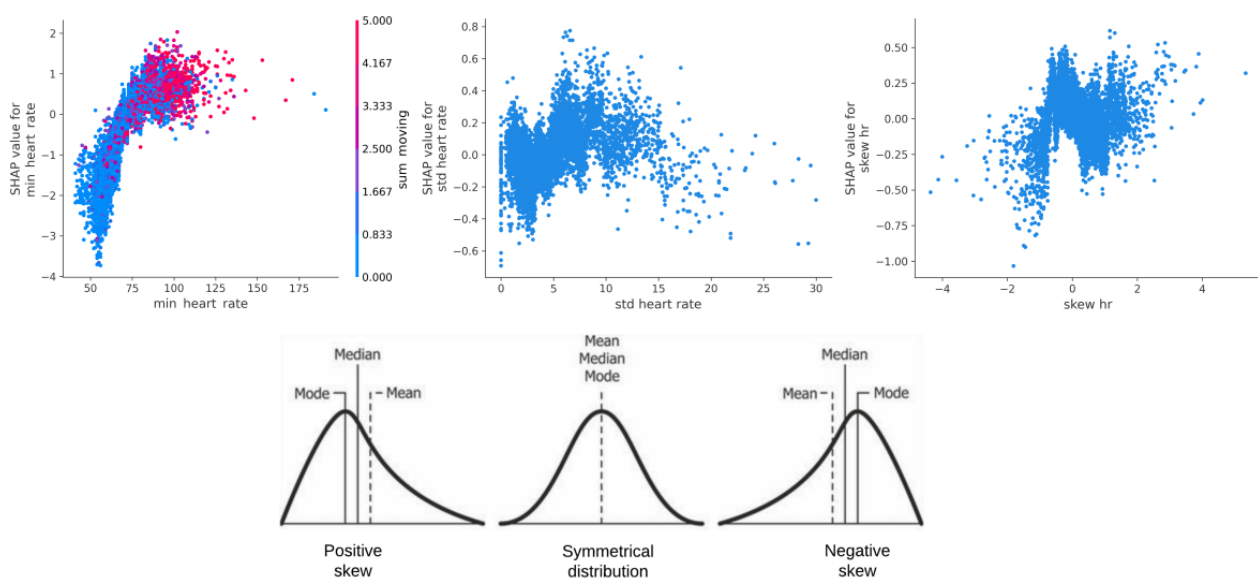 2
1
0
−1
−2
−3
−4
SHAP value for
min heart rate
50
75
100
125
150
175
min heart rate
5.000
4.167
3.333
2.500
1.667
0.833
0.000
sum moving
0.8
0.6
0.4
0.2
0.0
−0.2
−0.4
−0.6
SHAP value for
std heart rate
0
5
10
15
20
25
30
std heart rate
0.50
0.25
0.00
−0.25
−0.50
−0.75
−1.00
SHAP value for
skew hr
−4
−2
0
2
4
skew hr
Median
Mode
Mean
Positive
skew
Mean
Median
Mode
Symmetrical
distribution
Median
Mean
Mode
Negative
skew